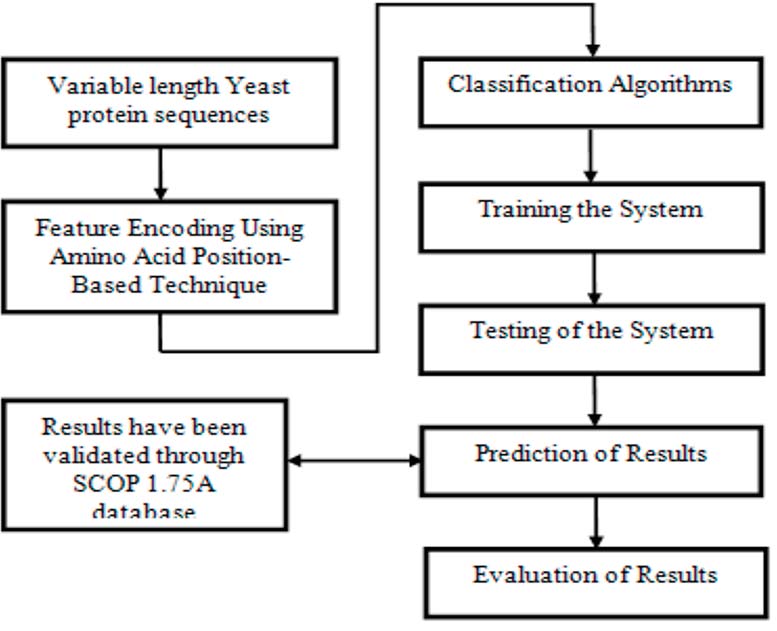 Variable length Yeast
protein sequences
Feature Encoding Using
Amino Acid Position-
Based Technique
Classification Algorithms
Training the System
Testing of the System
Prediction of Results
Results have been
validated through
SCOP 1.75A
database
Evaluation of Results